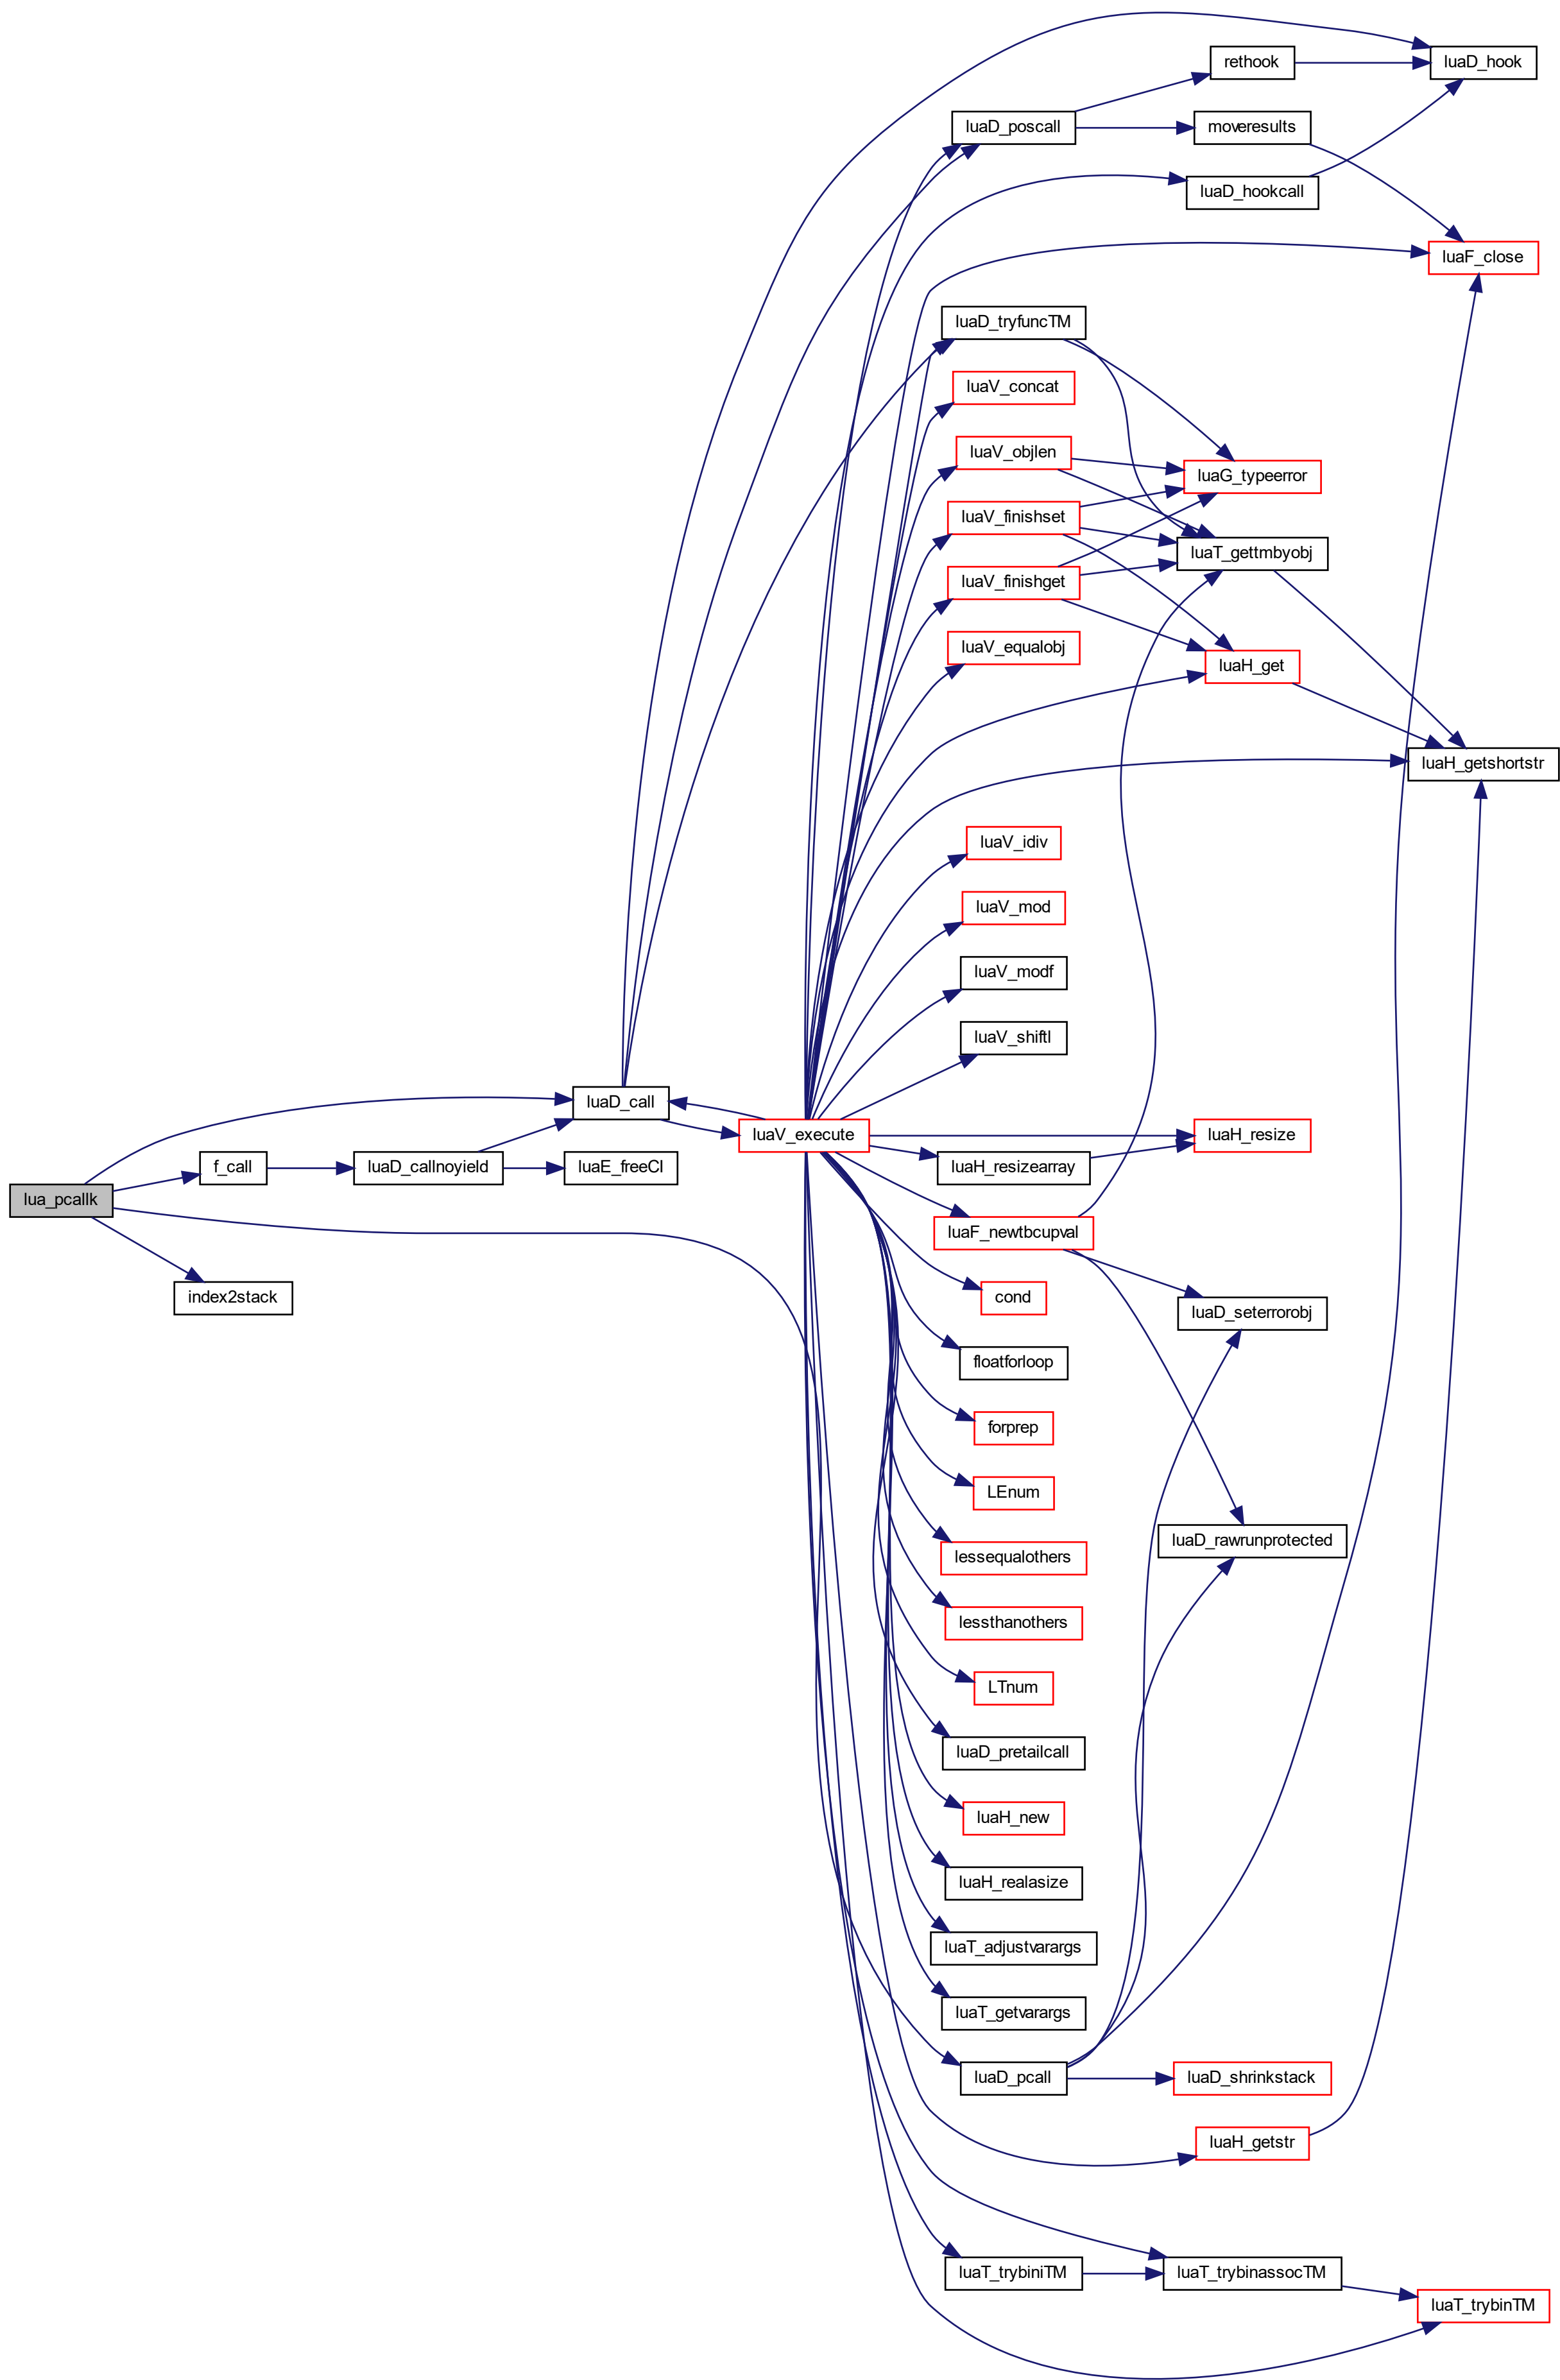 rethook
luaD_hook
luaD_poscall
moveresults
luaD_hookcall
luaF_close
luaD_tryfuncTM
luaV_concat
luaV_objlen
luaG_typeerror
luaV_finishset
luaT_gettmbyobj
luaV_finishget
luaV_equalobj
luaH_get
luaH_getshortstr
luaV_idiv
luaV_mod
luaV_modf
luaV_shiftl
luaD_call
luaV_execute
luaH_resize
f_call
luaD_callnoyield
luaE_freeCI
luaH_resizearray
lua_pcallk
luaF_newtbcupval
index2stack
cond
luaD_seterrorobj
floatforloop
forprep
LEnum
luaD_rawrunprotected
lessequalothers
lessthanothers
LTnum
luaD_pretailcall
luaH_new
luaH_realasize
luaT_adjustvarargs
luaT_getvarargs
luaD_pcall
luaD_shrinkstack
luaH_getstr
luaT_trybiniTM
luaT_trybinassocTM
luaT_trybinTM